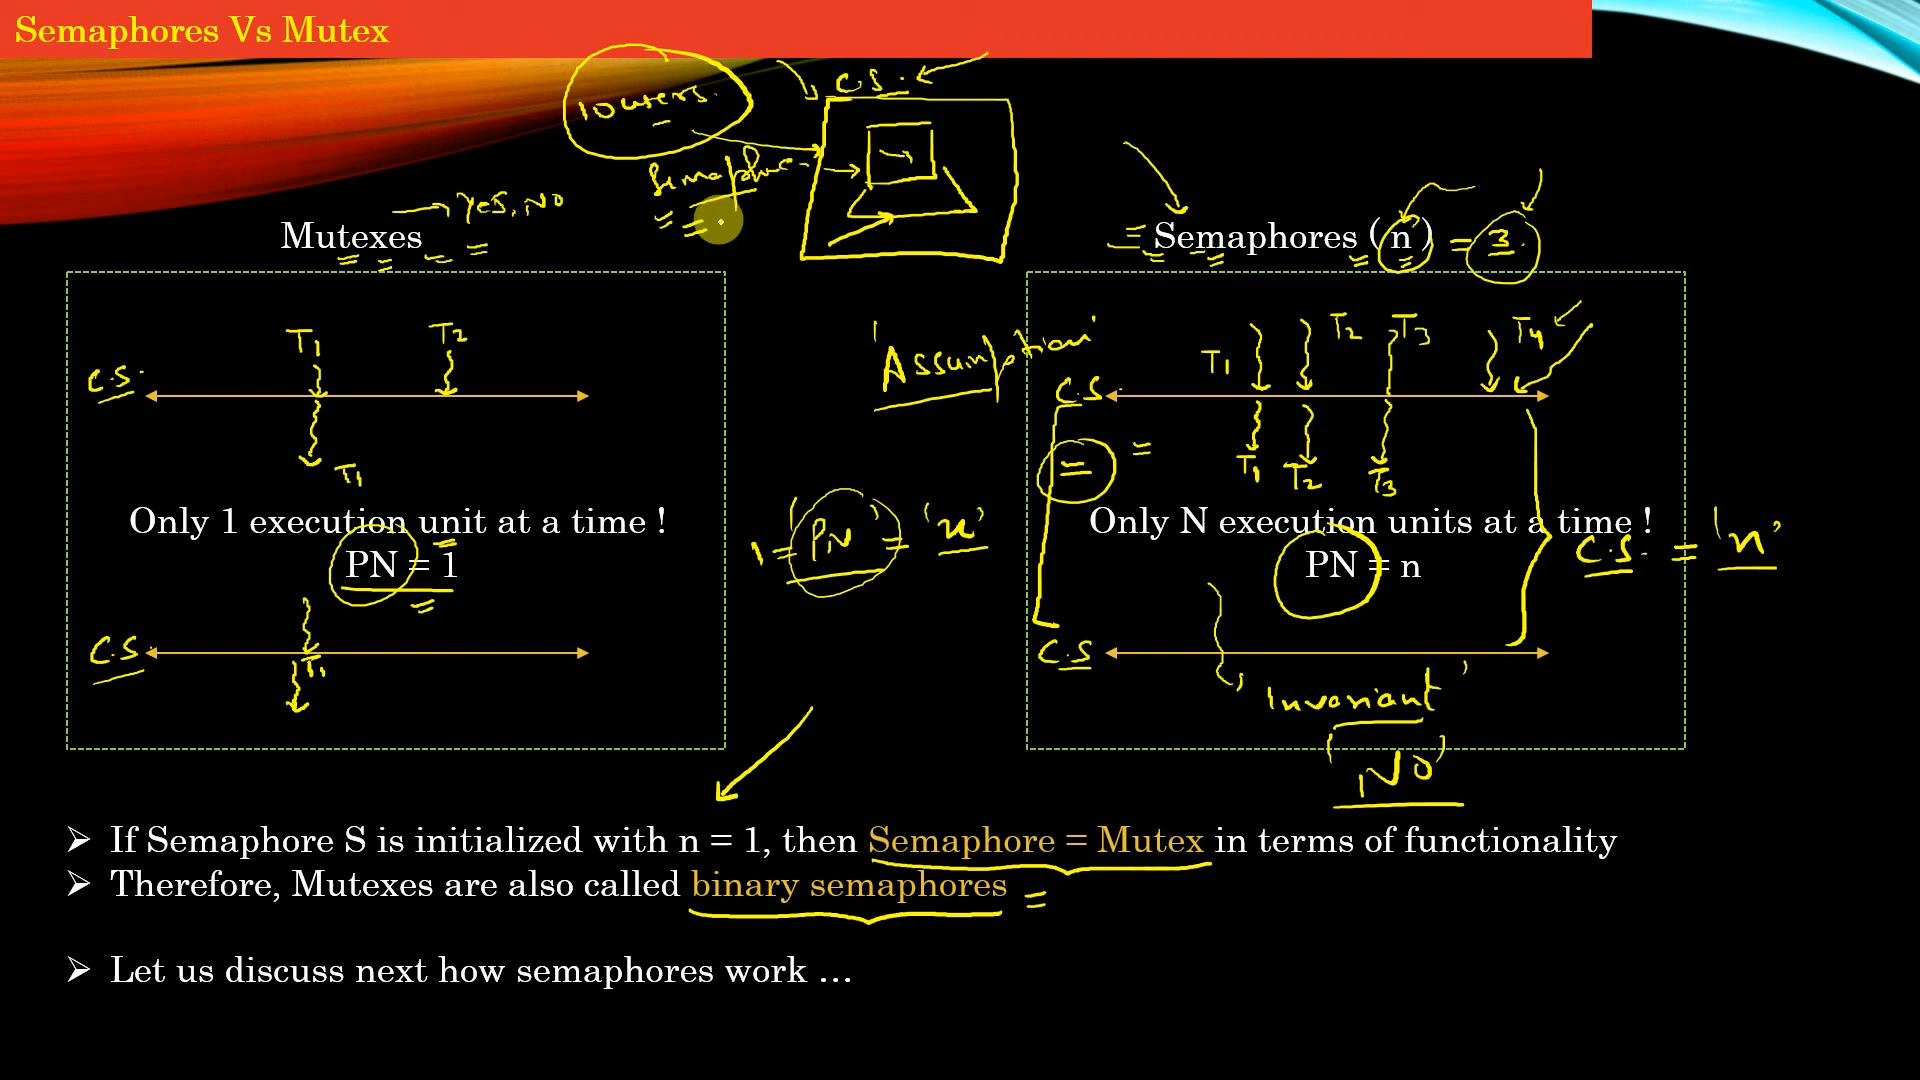 Semaphores Vs Mutex
10 users.
C.S.
Semaphore
Yes, No
Mutexes
Semaphores ( n ) = 3.
T1
T2
C.S.
T1
'Assumption'
T1
T2
T3
T4
C.S.
T1
T2
T3
Only 1 execution unit at a time !
PN = 1
1 = 'PN' = 'n'
Only N execution units at a time !
PN = n
C.S. = 'n'
C.S.
T1
C.S
'Invariant'
'NO'
➢ If Semaphore S is initialized with n = 1, then Semaphore = Mutex in terms of functionality
➢ Therefore, Mutexes are also called binary semaphores =
➢ Let us discuss next how semaphores work …